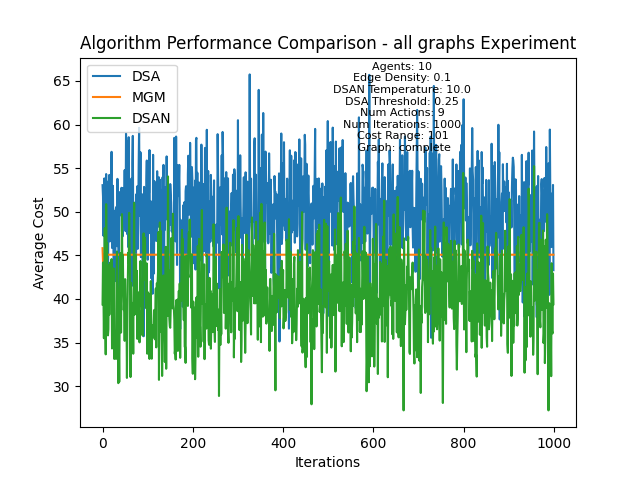 Algorithm Performance Comparison - all graphs Experiment
DSA
MGM
DSAN
Agents: 10
Edge Density: 0.1
DSAN Temperature: 10.0
DSA Threshold: 0.25
Num Actions: 9
Num Iterations: 1000
Cost Range: 101
Graph: complete
Average Cost
65
60
55
50
45
40
35
30
0
200
400
600
800
1000
Iterations